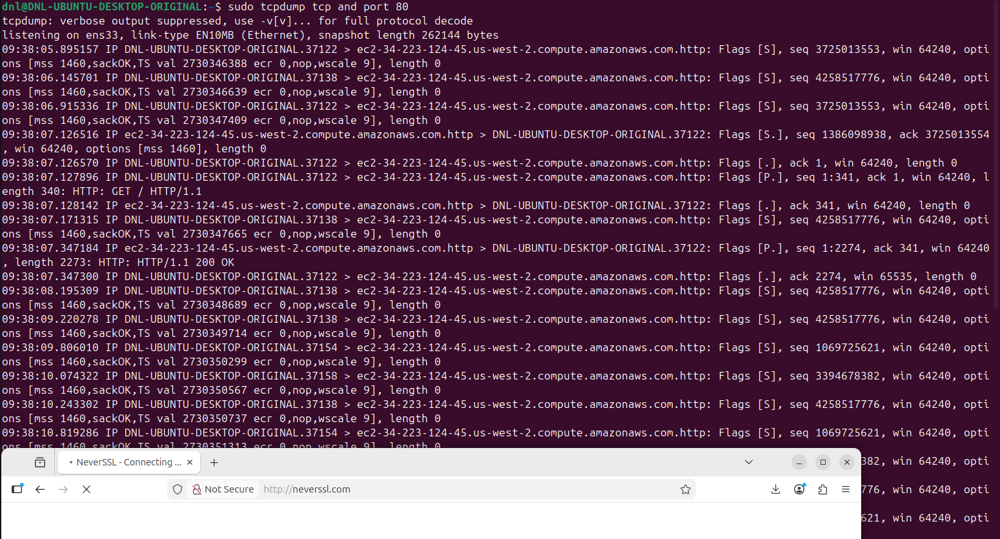 dnl@DNL-UBUNTU-DESKTOP-ORIGINAL:~$ sudo tcpdump tcp and port 80
tcpdump: verbose output suppressed, use -v[v]... for full protocol decode
listening on ens33, link-type EN10MB (Ethernet), snapshot length 262144 bytes
09:38:05.895157 IP DNL-UBUNTU-DESKTOP-ORIGINAL.37122 > ec2-34-223-124-45.us-west-2.compute.amazonaws.com.http: Flags [S], seq 3725013553, win 64240, opti
ons [mss 1460,sackOK,TS val 2730346388 ecr 0,nop,wscale 9], length 0
09:38:06.145701 IP DNL-UBUNTU-DESKTOP-ORIGINAL.37138 > ec2-34-223-124-45.us-west-2.compute.amazonaws.com.http: Flags [S], seq 4258517776, win 64240, opti
ons [mss 1460,sackOK,TS val 2730346639 ecr 0,nop,wscale 9], length 0
09:38:06.915336 IP DNL-UBUNTU-DESKTOP-ORIGINAL.37122 > ec2-34-223-124-45.us-west-2.compute.amazonaws.com.http: Flags [S], seq 3725013553, win 64240, opti
ons [mss 1460,sackOK,TS val 2730347409 ecr 0,nop,wscale 9], length 0
09:38:07.126516 IP ec2-34-223-124-45.us-west-2.compute.amazonaws.com.http > DNL-UBUNTU-DESKTOP-ORIGINAL.37122: Flags [S.], seq 1386098938, ack 3725013554
, win 64240, options [mss 1460], length 0
09:38:07.126570 IP DNL-UBUNTU-DESKTOP-ORIGINAL.37122 > ec2-34-223-124-45.us-west-2.compute.amazonaws.com.http: Flags [.], ack 1, win 64240, length 0
09:38:07.127896 IP DNL-UBUNTU-DESKTOP-ORIGINAL.37122 > ec2-34-223-124-45.us-west-2.compute.amazonaws.com.http: Flags [P.], seq 1:341, ack 1, win 64240, l
ength 340: HTTP: GET / HTTP/1.1
09:38:07.128142 IP ec2-34-223-124-45.us-west-2.compute.amazonaws.com.http > DNL-UBUNTU-DESKTOP-ORIGINAL.37122: Flags [.], ack 341, win 64240, length 0
09:38:07.171315 IP DNL-UBUNTU-DESKTOP-ORIGINAL.37138 > ec2-34-223-124-45.us-west-2.compute.amazonaws.com.http: Flags [S], seq 4258517776, win 64240, opti
ons [mss 1460,sackOK,TS val 2730347665 ecr 0,nop,wscale 9], length 0
09:38:07.347184 IP ec2-34-223-124-45.us-west-2.compute.amazonaws.com.http > DNL-UBUNTU-DESKTOP-ORIGINAL.37122: Flags [P.], seq 1:2274, ack 341, win 64240
, length 2273: HTTP: HTTP/1.1 200 OK
09:38:07.347300 IP DNL-UBUNTU-DESKTOP-ORIGINAL.37122 > ec2-34-223-124-45.us-west-2.compute.amazonaws.com.http: Flags [.], ack 2274, win 65535, length 0
09:38:08.195309 IP DNL-UBUNTU-DESKTOP-ORIGINAL.37138 > ec2-34-223-124-45.us-west-2.compute.amazonaws.com.http: Flags [S], seq 4258517776, win 64240, opti
ons [mss 1460,sackOK,TS val 2730348689 ecr 0,nop,wscale 9], length 0
09:38:09.220278 IP DNL-UBUNTU-DESKTOP-ORIGINAL.37138 > ec2-34-223-124-45.us-west-2.compute.amazonaws.com.http: Flags [S], seq 4258517776, win 64240, opti
ons [mss 1460,sackOK,TS val 2730349714 ecr 0,nop,wscale 9], length 0
09:38:09.806010 IP DNL-UBUNTU-DESKTOP-ORIGINAL.37154 > ec2-34-223-124-45.us-west-2.compute.amazonaws.com.http: Flags [S], seq 1069725621, win 64240, opti
ons [mss 1460,sackOK,TS val 2730350299 ecr 0,nop,wscale 9], length 0
09:38:10.074322 IP DNL-UBUNTU-DESKTOP-ORIGINAL.37158 > ec2-34-223-124-45.us-west-2.compute.amazonaws.com.http: Flags [S], seq 3394678382, win 64240, opti
ons [mss 1460,sackOK,TS val 2730350567 ecr 0,nop,wscale 9], length 0
09:38:10.243302 IP DNL-UBUNTU-DESKTOP-ORIGINAL.37138 > ec2-34-223-124-45.us-west-2.compute.amazonaws.com.http: Flags [S], seq 4258517776, win 64240, opti
ons [mss 1460,sackOK,TS val 2730350737 ecr 0,nop,wscale 9], length 0
09:38:10.819286 IP DNL-UBUNTU-DESKTOP-ORIGINAL.37154 > ec2-34-223-124-45.us-west-2.compute.amazonaws.com.http: Flags [S], seq 1069725621, win 64240, opti
ons [mss 1460,sackOK,TS val 2730351313 ecr 0,nop,wscale 9], length 0
382, win 64240, opti
776, win 64240, opti
621, win 64240, opti
NeverSSL - Connecting ...
Not Secure http://neverssl.com